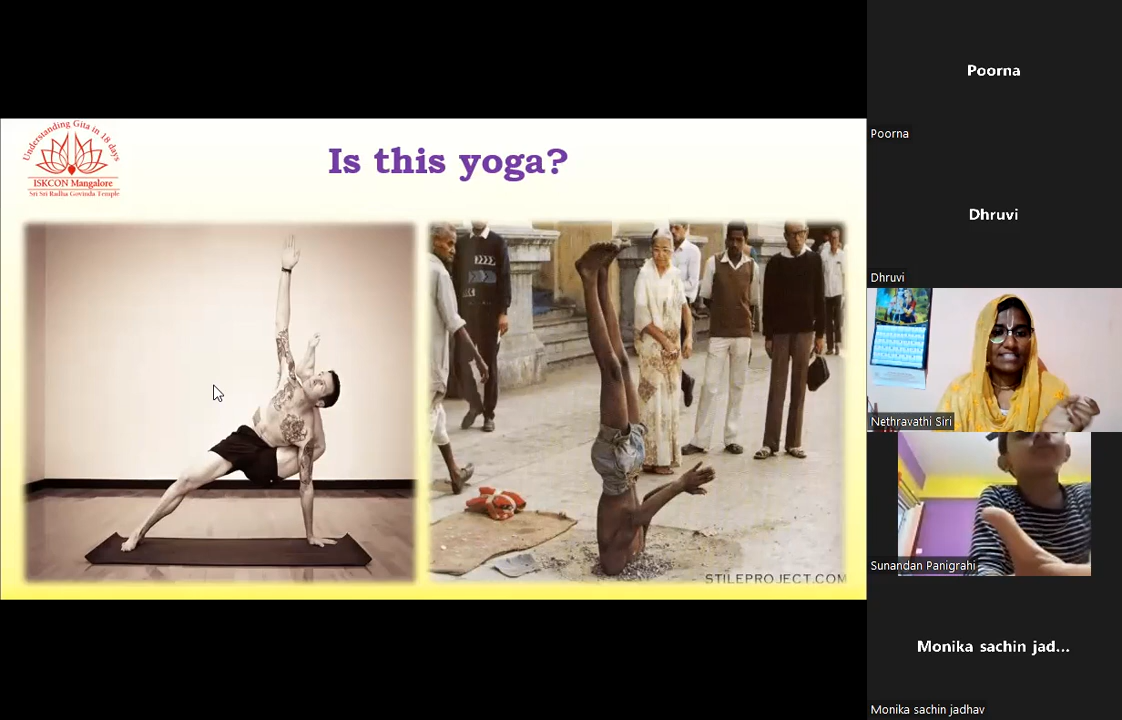 Understanding Gita in 18 days
ISKCON Mangalore
Sri Sri Radha Govinda Temple
Is this yoga?
STILEPROJECT.COM
Poorna
Poorna
Dhruvi
Dhruvi
Nethravathi Siri
Sunandan Panigrahi
Monika sachin jad...
Monika sachin jadhav